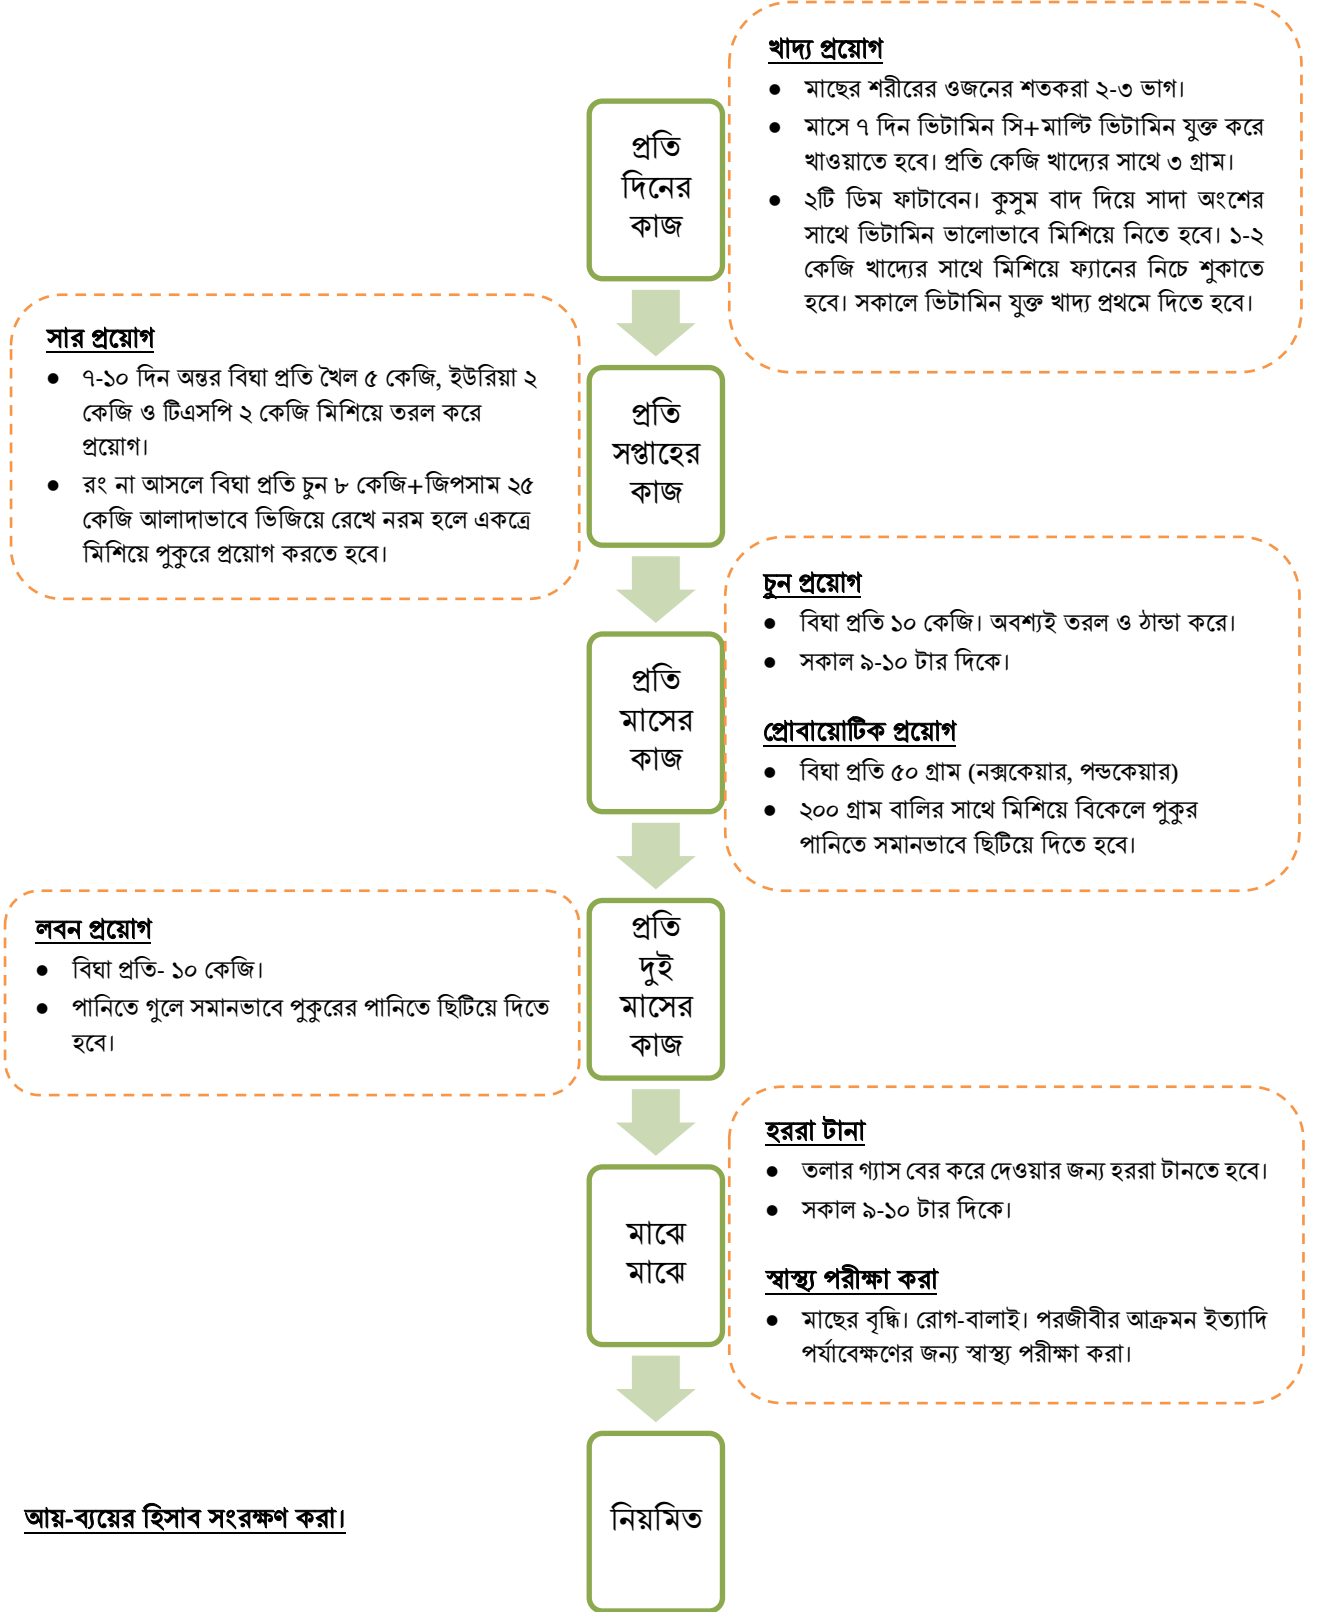 খাদ্য প্রয়োগ
● মাছের শরীরের ওজনের শতকরা ২-৩ ভাগ।
● মাসে ৭ দিন ভিটামিন সি+মাল্টি ভিটামিন যুক্ত করে
খাওয়াতে হবে। প্রতি কেজি খাদ্যের সাথে ৩ গ্রাম।
● ২টি ডিম ফাটাবেন। কুসুম বাদ দিয়ে সাদা অংশের
সাথে ভিটামিন ভালোভাবে মিশিয়ে নিতে হবে। ১-২
কেজি খাদ্যের সাথে মিশিয়ে ফ্যানের নিচে শুকাতে
হবে। সকালে ভিটামিন যুক্ত খাদ্য প্রথমে দিতে হবে।
প্রতি
দিনের
কাজ
সার প্রয়োগ
● ৭-১০ দিন অন্তর বিঘা প্রতি খৈল ৫ কেজি, ইউরিয়া ২
কেজি ও টিএসপি ২ কেজি মিশিয়ে তরল করে
প্রয়োগ।
● রং না আসলে বিঘা প্রতি চুন ৮ কেজি+জিপসাম ২৫
কেজি আলাদাভাবে ভিজিয়ে রেখে নরম হলে একত্রে
মিশিয়ে পুকুরে প্রয়োগ করতে হবে।
প্রতি
সপ্তাহের
কাজ
চুন প্রয়োগ
● বিঘা প্রতি ১০ কেজি। অবশ্যই তরল ও ঠান্ডা করে।
● সকাল ৯-১০ টার দিকে।
প্রোবায়োটিক প্রয়োগ
● বিঘা প্রতি ৫০ গ্রাম (নক্সকেয়ার, পন্ডকেয়ার)
● ২০০ গ্রাম বালির সাথে মিশিয়ে বিকেলে পুকুর
পানিতে সমানভাবে ছিটিয়ে দিতে হবে।
প্রতি
মাসের
কাজ
লবন প্রয়োগ
● বিঘা প্রতি- ১০ কেজি।
● পানিতে গুলে সমানভাবে পুকুরের পানিতে ছিটিয়ে দিতে
হবে।
প্রতি
দুই
মাসের
কাজ
হররা টানা
● তলার গ্যাস বের করে দেওয়ার জন্য হররা টানতে হবে।
● সকাল ৯-১০ টার দিকে।
স্বাস্থ্য পরীক্ষা করা
● মাছের বৃদ্ধি। রোগ-বালাই। পরজীবীর আক্রমন ইত্যাদি
পর্যাবেক্ষণের জন্য স্বাস্থ্য পরীক্ষা করা।
মাঝে
মাঝে
আয়-ব্যয়ের হিসাব সংরক্ষণ করা।
নিয়মিত